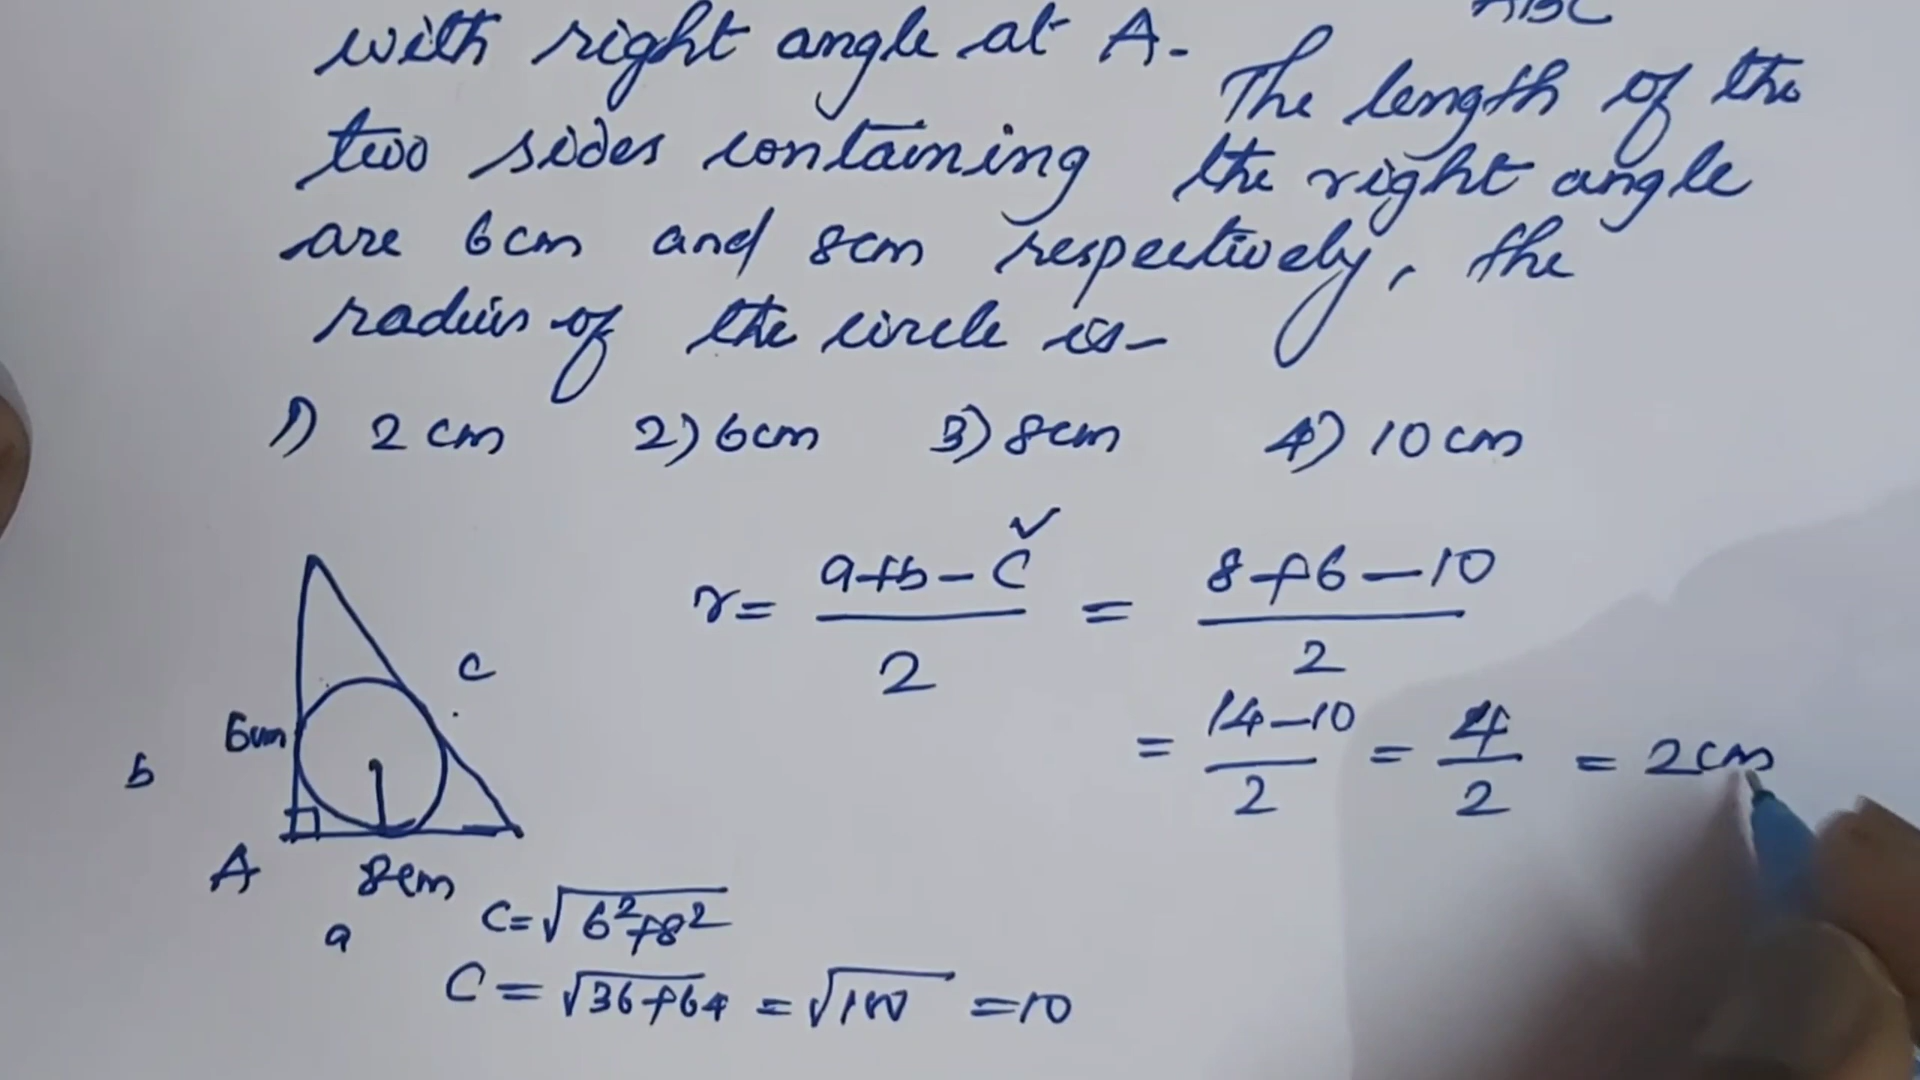 ABC
with right angle at A. The length of the
two sides containing the right angle
are 6cm and 8cm respectively, the
radius of the circle is-
1) 2 cm 2) 6cm 3) 8cm 4) 10 cm
r = (a+b-C)/2 ✓ = (8+6-10)/2
= (14-10)/2 = 4/2 = 2cm
c
6cm
b
A 8cm
a
C=√(6²+8²)
C = √(36+64) = √100 = 10